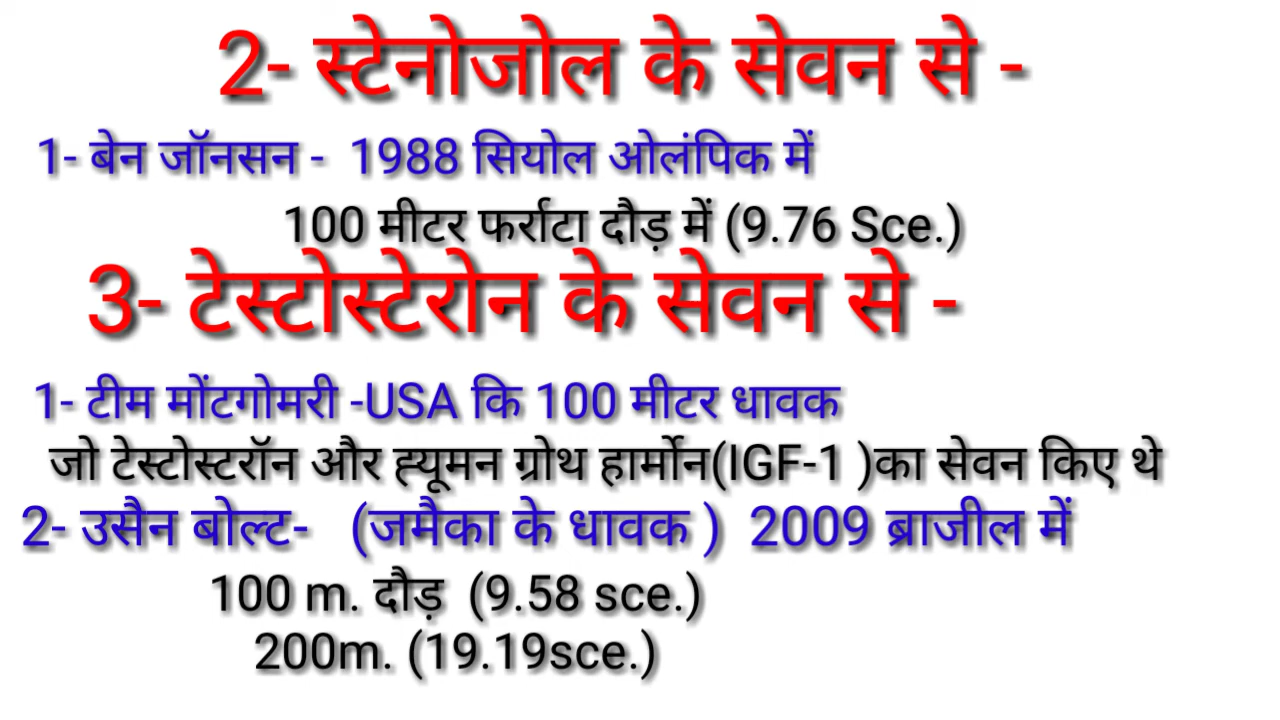 2- स्टेनोजोल के सेवन से -
1- बेन जॉनसन - 1988 सियोल ओलंपिक में
100 मीटर फर्राटा दौड़ में (9.76 Sce.)
3- टेस्टोस्टेरोन के सेवन से -
1- टीम मोंटगोमरी -USA कि 100 मीटर धावक
जो टेस्टोस्टरॉन और ह्यूमन ग्रोथ हार्मोन(IGF-1 )का सेवन किए थे
2- उसैन बोल्ट- (जमैका के धावक ) 2009 ब्राजील में
100 m. दौड़ (9.58 sce.)
200m. (19.19sce.)